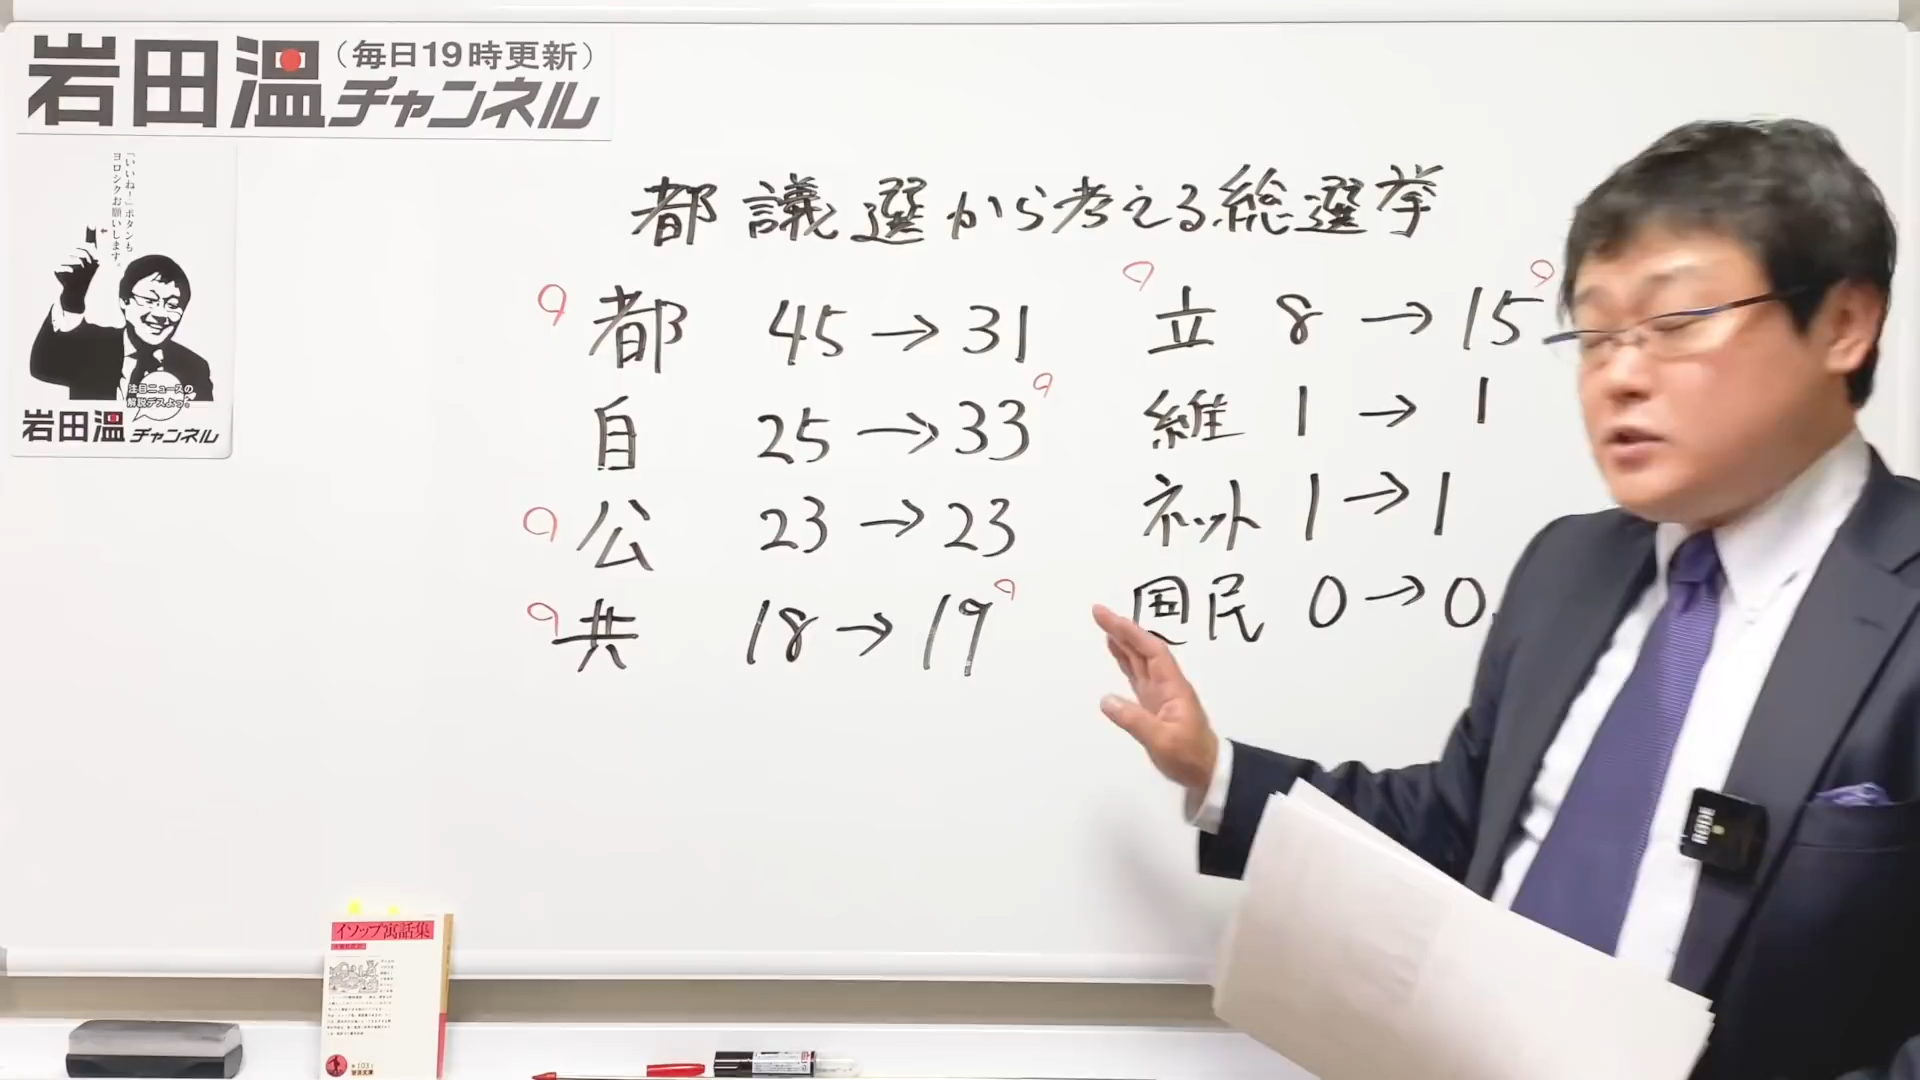 岩田温チャンネル
(毎日19時更新)
「いいね!」ボタンも
ヨロシクお願いします。
注目ニュースの
解説デスよっ!
岩田温チャンネル
都議選から考える総選挙
都 45→31
自 25→33
公 23→23
共 18→19
立 8→15
維 1→1
ネット 1→1
国民 0→0
RODE
イソップ寓話集